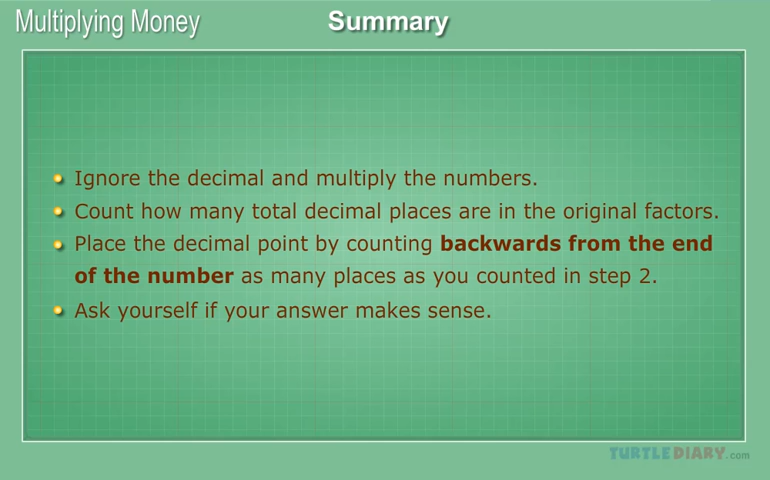 Multiplying Money
Summary
Ignore the decimal and multiply the numbers.
Count how many total decimal places are in the original factors.
Place the decimal point by counting backwards from the end
of the number as many places as you counted in step 2.
Ask yourself if your answer makes sense.
TURTLEDIARY.com